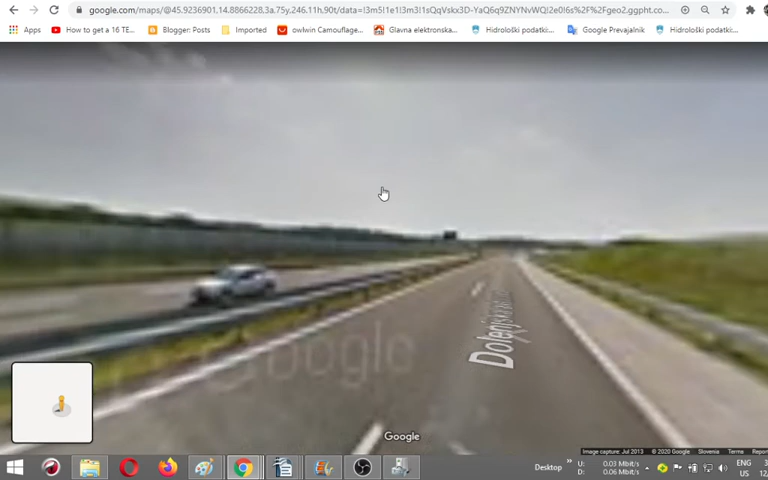 google.com/maps/@45.9236901,14.8866228,3a,75y,246.11h,90t/data=!3m5!1e1!3m3!1sQqVskx3D-YaQ6q9ZNYNvWQ!2e0!6s%2F%2Fgeo2.ggpht.co...
Apps How to get a 16 TE... Blogger: Posts Imported owlwin Camouflage... Glavna elektronska... Hidrološki podatki:... Google Prevajalnik Hidrološki podatki:...
Google
Google
Image capture: Jul 2013 © 2020 Google Slovenia Terms
Desktop
U: 0.03 Mbit/s
D: 0.06 Mbit/s
ENG
US